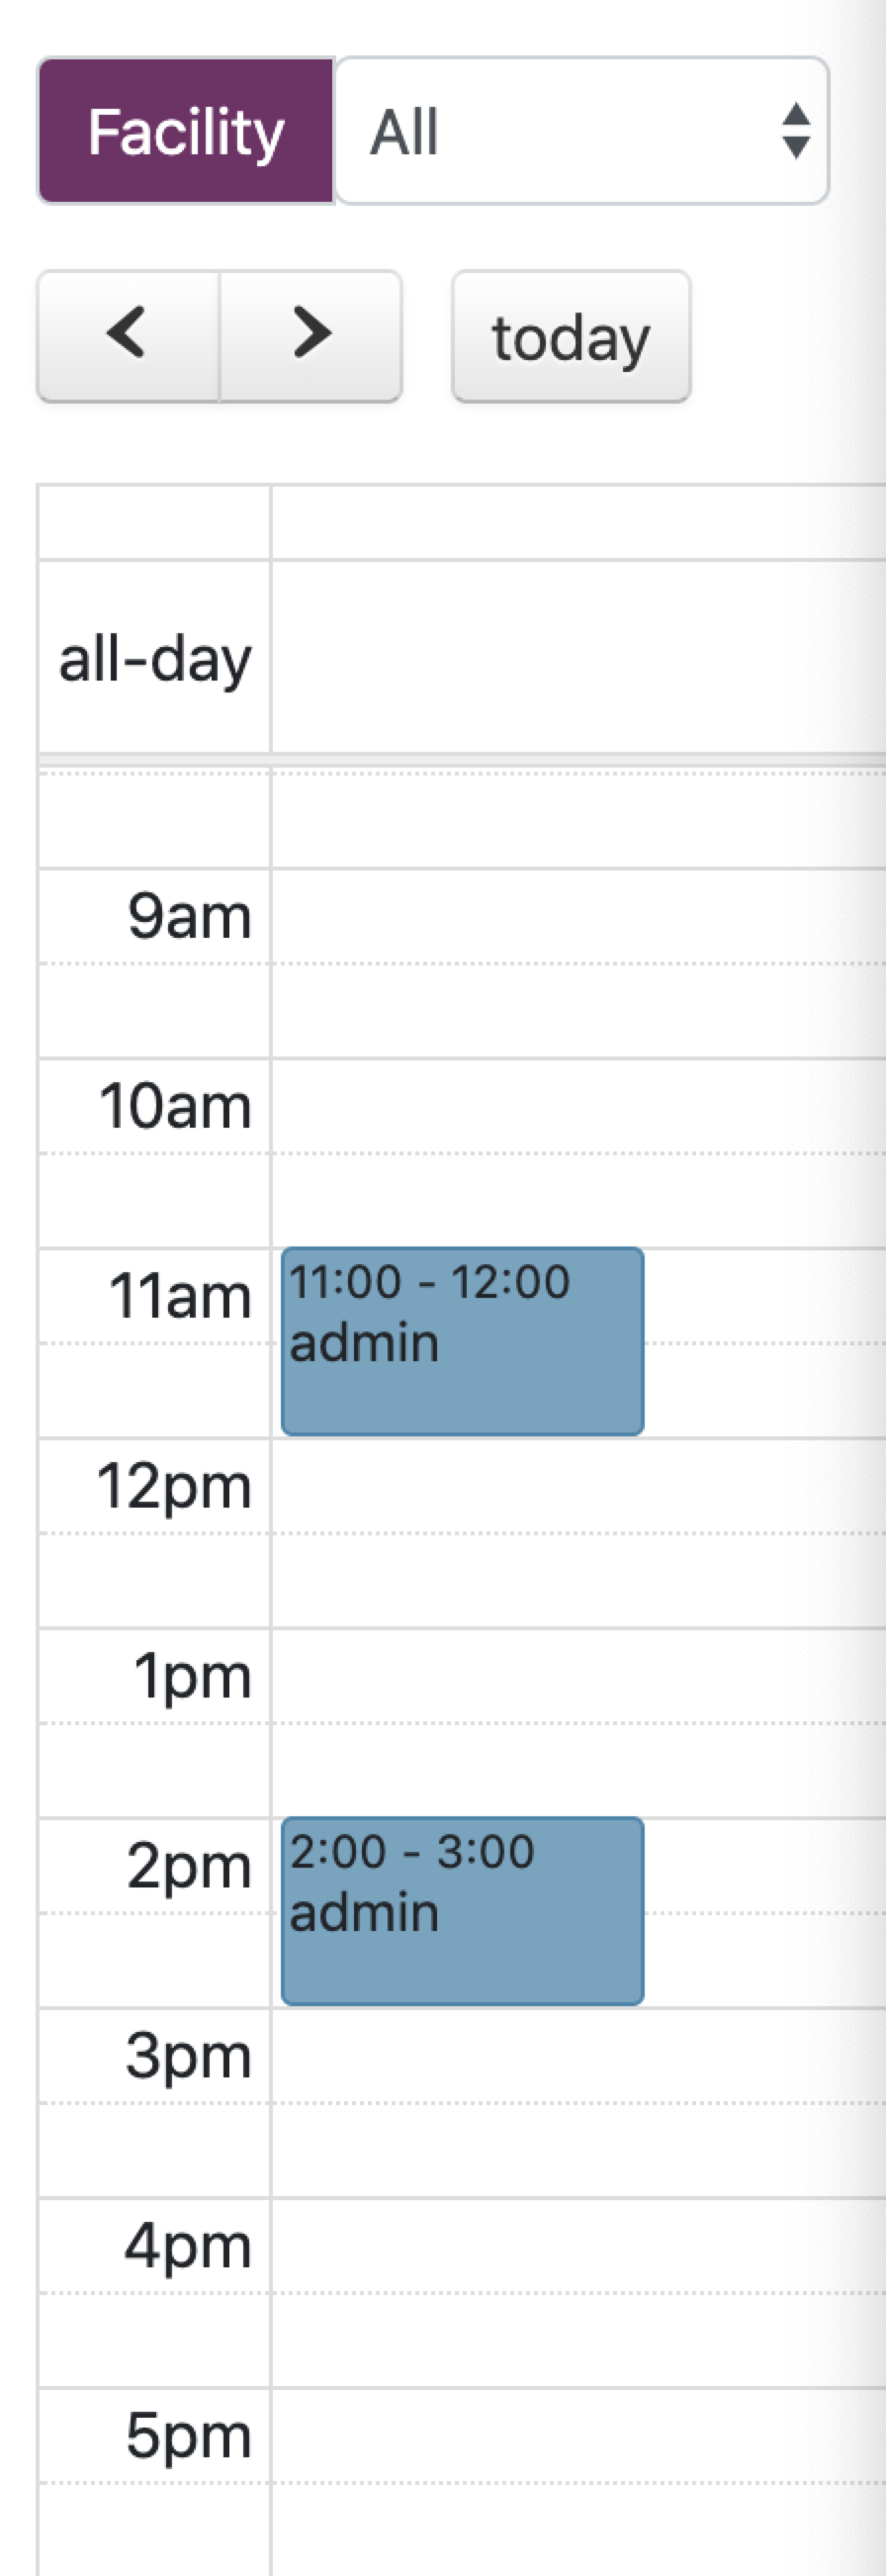 Facility All
today
all-day
9am
10am
11am
11:00 - 12:00
admin
12pm
1pm
2pm
2:00 - 3:00
admin
3pm
4pm
5pm